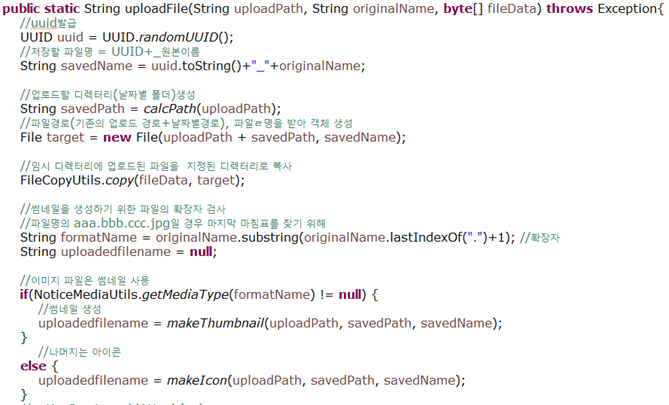 public static String uploadFile(String uploadPath, String originalName, byte[] fileData) throws Exception{
//uuid발급
UUID uuid = UUID.randomUUID();
//저장할 파일명 = UUID+_원본이름
String savedName = uuid.toString()+"_"+originalName;
//업로드할 디렉터리(날짜별 폴더)생성
String savedPath = calcPath(uploadPath);
//파일경로(기존의 업로드 경로+날짜별경로), 파일ㄹ명을 받아 객체 생성
File target = new File(uploadPath + savedPath, savedName);
//임시 디렉터리에 업로드된 파일을 지정된 디렉터리로 복사
FileCopyUtils.copy(fileData, target);
//썸네일을 생성하기 위한 파일의 확장자 검사
//파일명의 aaa.bbb.ccc.jpg일 경우 마지막 마침표를 찾기 위해
String formatName = originalName.substring(originalName.lastIndexOf(".")+1); //확장자
String uploadedfilename = null;
//이미지 파일은 썸네일 사용
if(NoticeMediaUtils.getMediaType(formatName) != null) {
//썸네일 생성
uploadedfilename = makeThumbnail(uploadPath, savedPath, savedName);
}
//나머지는 아이콘
else {
uploadedfilename = makeIcon(uploadPath, savedPath, savedName);
}